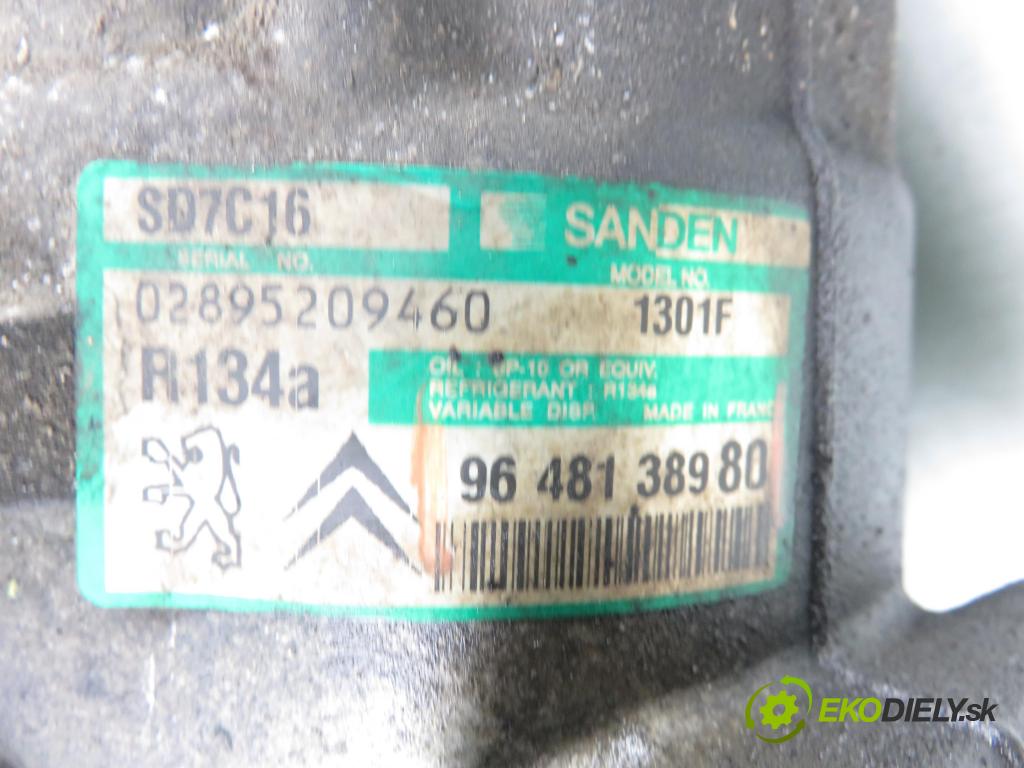 SD7C16
SANDEN
SERIAL NO.
MODEL NO.
02895209460
1301F
R134a
OIL : SP-10 OR EQUIV.
REFRIGERANT : R134a
VARIABLE DISP. MADE IN FRANC
96 481 389 80
EKODIELY.sk